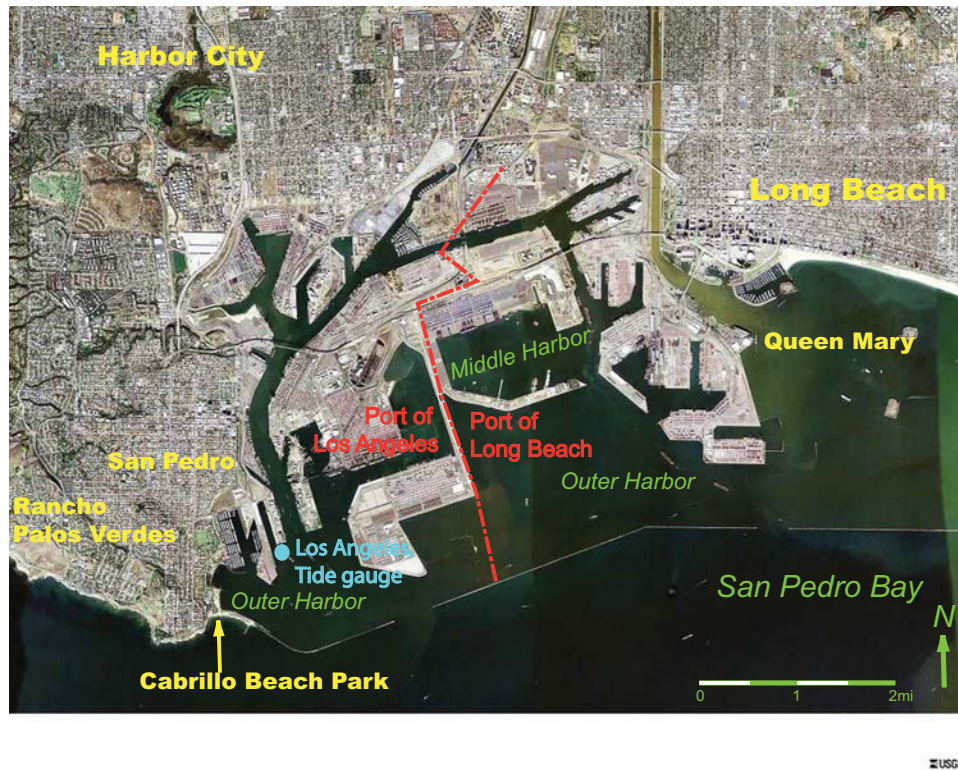 Harbor City
Long Beach
Queen Mary
Middle Harbor
Port of
Los Angeles
Port of
Long Beach
San Pedro
Outer Harbor
Rancho
Palos Verdes
Los Angeles,
Tide gauge
Outer Harbor
San Pedro Bay
N
Cabrillo Beach Park
0 1 2mi
USG